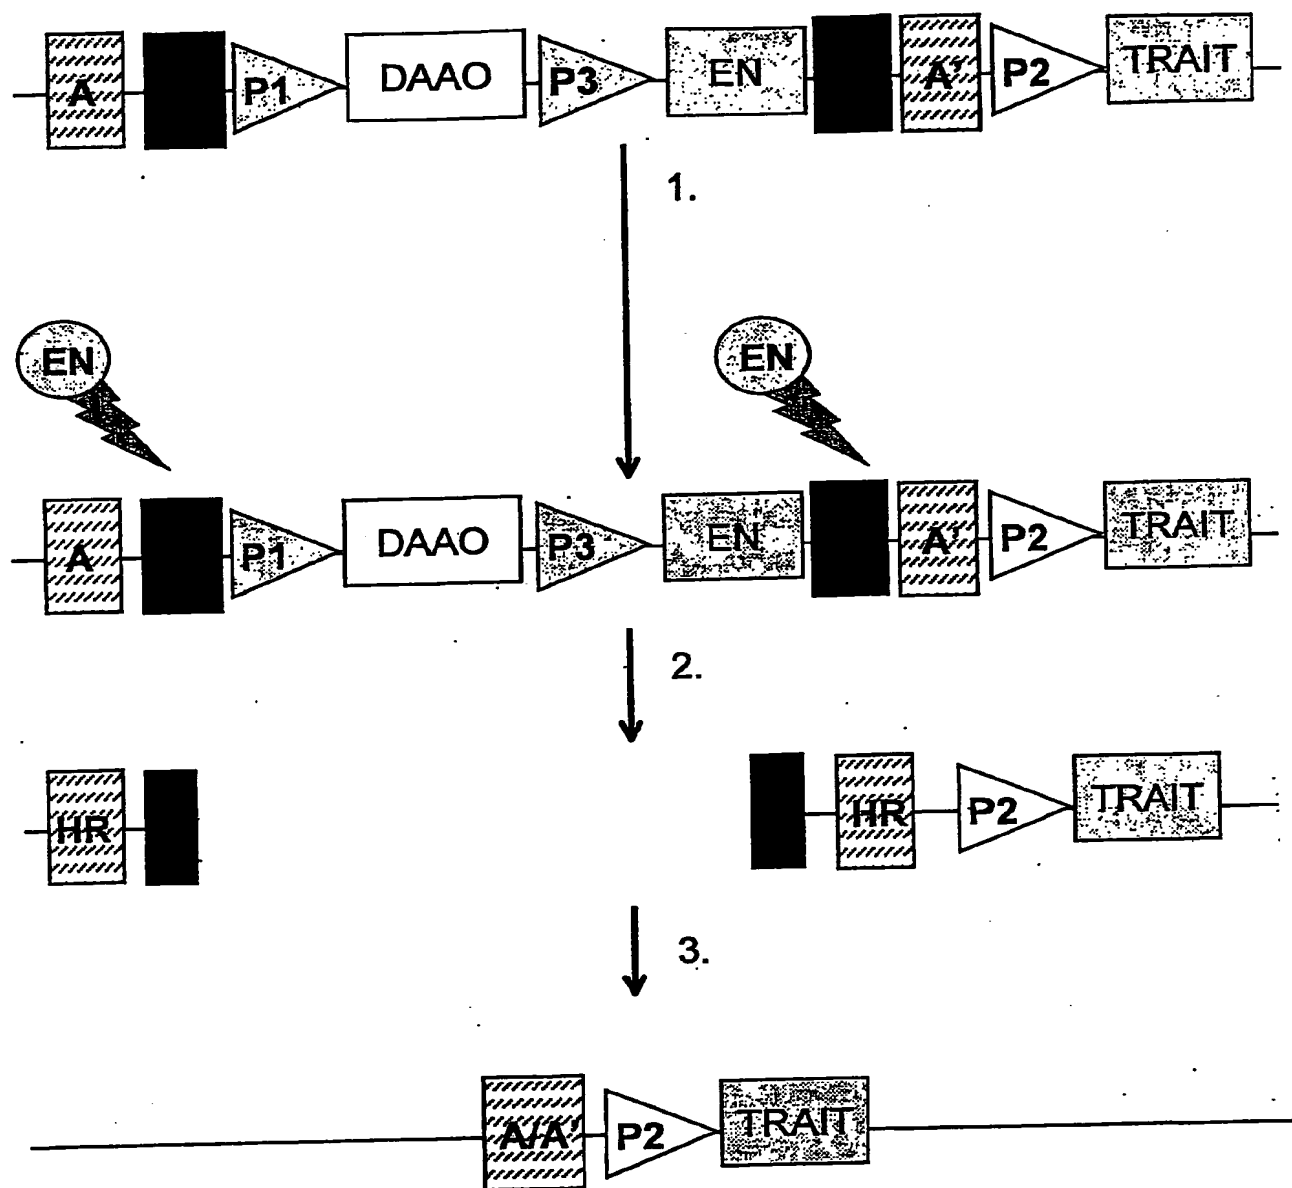 A P1 DAAO P3 EN A' P2 TRAIT
1.
EN EN
A P1 DAAO P3 EN A' P2 TRAIT
2.
HR HR P2 TRAIT
3.
A/A' P2 TRAIT